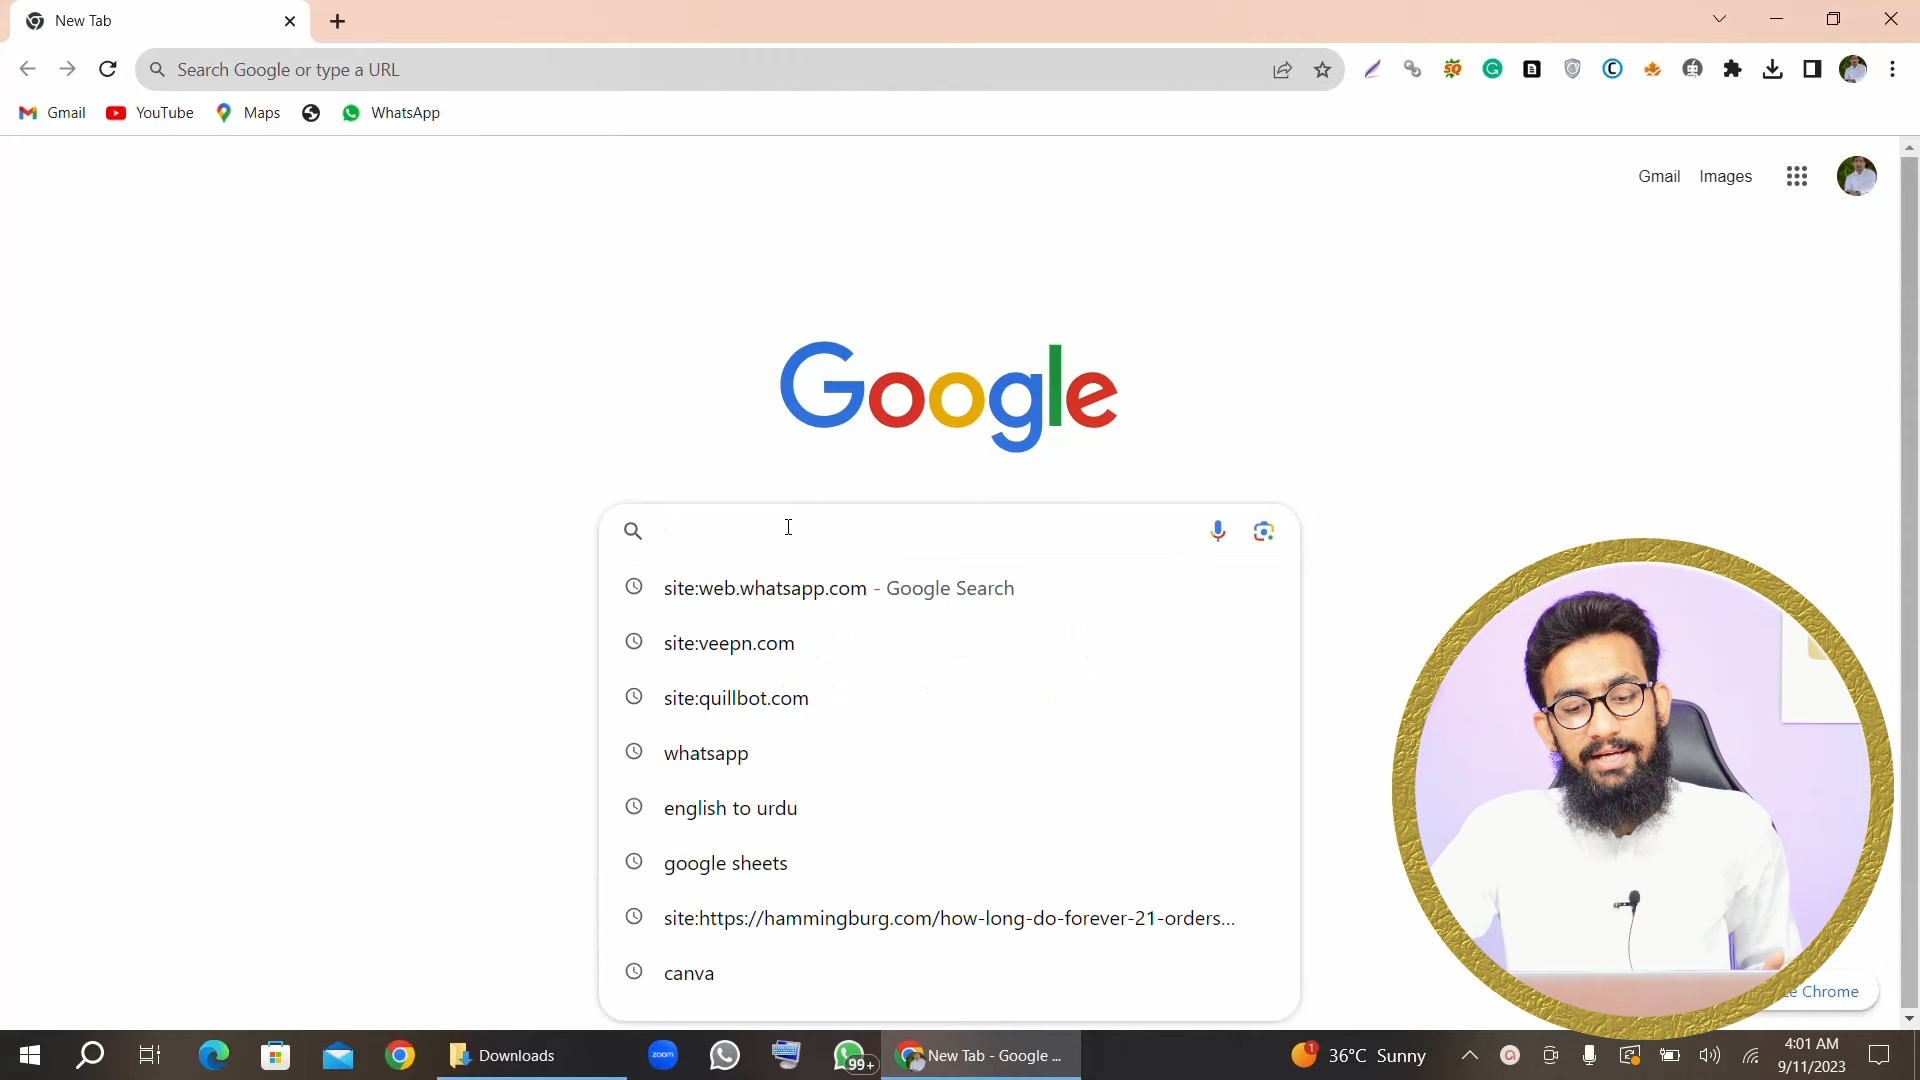 New Tab
Search Google or type a URL
Gmail
YouTube
Maps
WhatsApp
Gmail
Images
Google
site:web.whatsapp.com - Google Search
site:veepn.com
site:quillbot.com
whatsapp
english to urdu
google sheets
site:https://hammingburg.com/how-long-do-forever-21-orders...
canva
Chrome
Downloads
zoom
99+
New Tab - Google ...
1
36°C Sunny
4:01 AM
9/11/2023